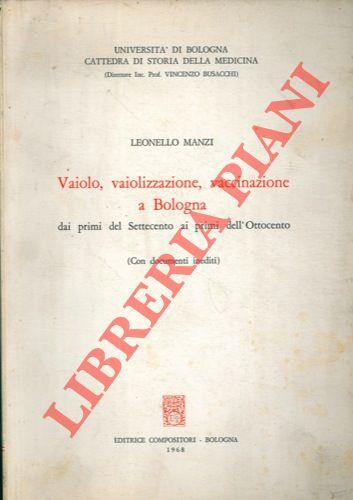 UNIVERSITA' DI BOLOGNA
CATTEDRA DI STORIA DELLA MEDICINA
(Direttore Inc. Prof. VINCENZO BUSACCHI)
LEONELLO MANZI
Vaiolo, vaiolizzazione, vaccinazione
a Bologna
dai primi del Settecento ai primi dell'Ottocento
(Con documenti inediti)
LIBRERIA PIANI
EDITRICE COMPOSITORI - BOLOGNA
1968